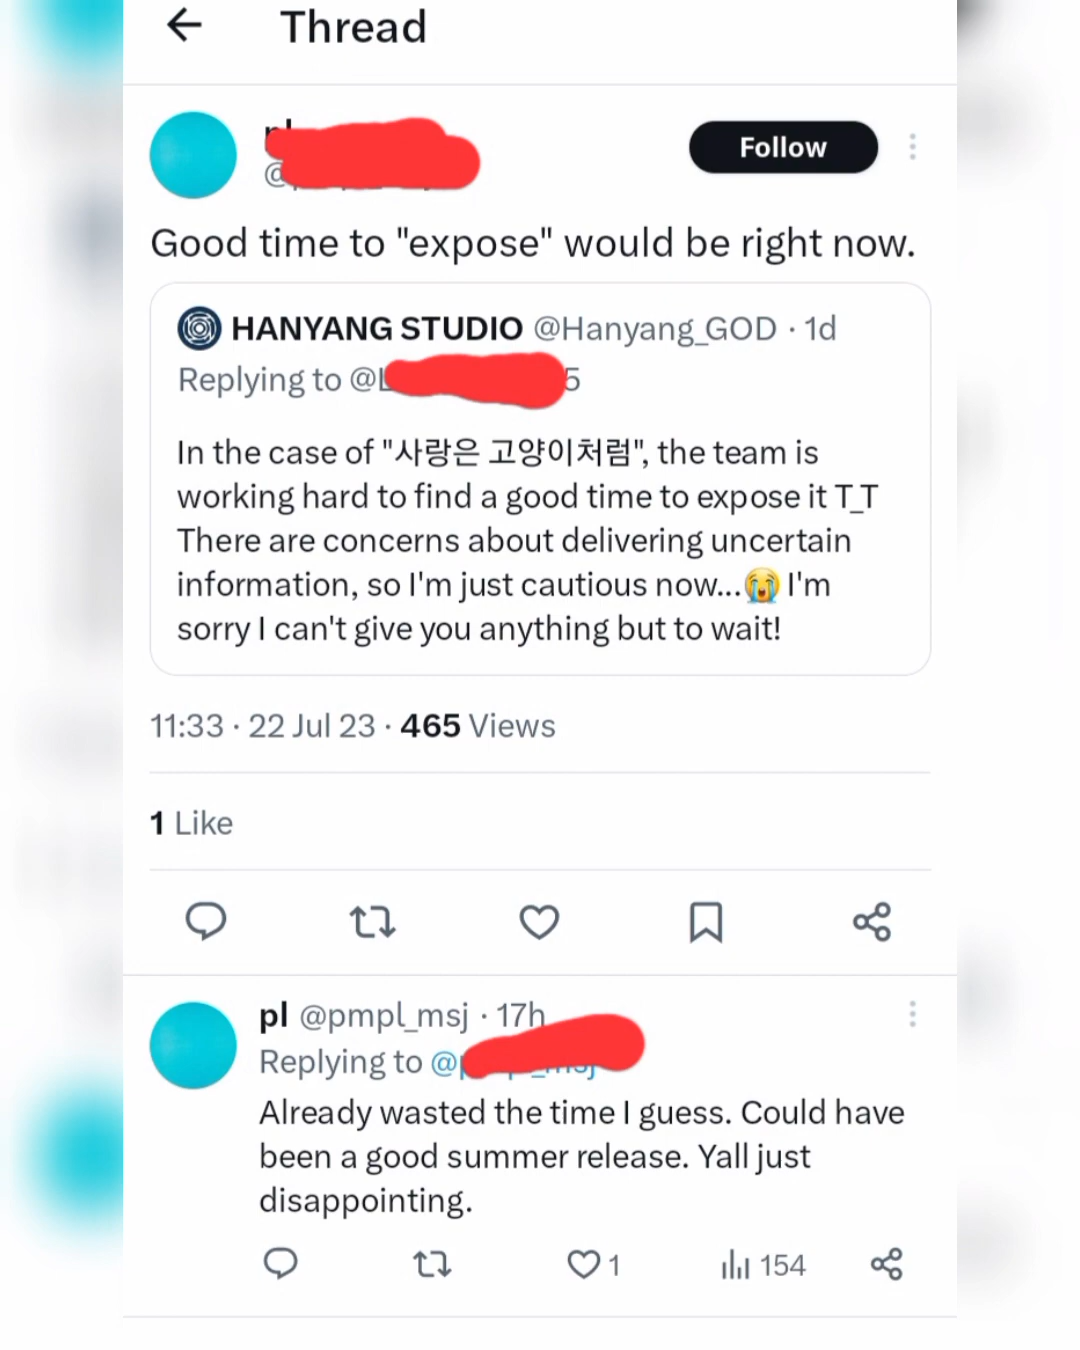 Thread
Follow
Good time to "expose" would be right now.
HANYANG STUDIO @Hanyang_GOD · 1d
Replying to @
In the case of "사랑은 고양이처럼", the team is
working hard to find a good time to expose it T_T
There are concerns about delivering uncertain
information, so I'm just cautious now...😭 I'm
sorry I can't give you anything but to wait!
11:33 · 22 Jul 23 · 465 Views
1 Like
pl @pmpl_msj · 17h
Replying to @
Already wasted the time I guess. Could have
been a good summer release. Yall just
disappointing.
1 154